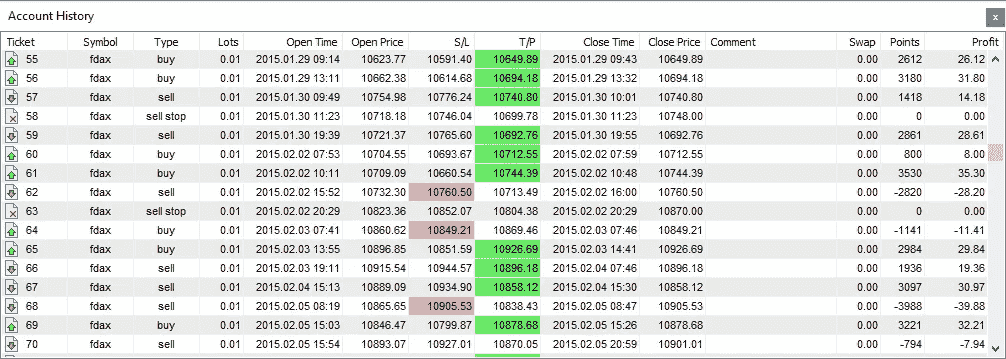 Account History
x
Ticket Symbol Type Lots Open Time Open Price S/L T/P Close Time Close Price Comment Swap Points Profit
55 fdax buy 0.01 2015.01.29 09:14 10623.77 10591.40 10649.89 2015.01.29 09:43 10649.89 0.00 2612 26.12
56 fdax buy 0.01 2015.01.29 13:11 10662.38 10614.68 10694.18 2015.01.29 13:32 10694.18 0.00 3180 31.80
57 fdax sell 0.01 2015.01.30 09:49 10754.98 10776.24 10740.80 2015.01.30 10:01 10740.80 0.00 1418 14.18
58 fdax sell stop 0.01 2015.01.30 11:23 10718.18 10746.04 10699.78 2015.01.30 11:23 10748.00 0.00 0 0.00
59 fdax sell 0.01 2015.01.30 19:39 10721.37 10765.60 10692.76 2015.01.30 19:55 10692.76 0.00 2861 28.61
60 fdax buy 0.01 2015.02.02 07:53 10704.55 10693.67 10712.55 2015.02.02 07:59 10712.55 0.00 800 8.00
61 fdax buy 0.01 2015.02.02 10:11 10709.09 10660.54 10744.39 2015.02.02 10:48 10744.39 0.00 3530 35.30
62 fdax sell 0.01 2015.02.02 15:52 10732.30 10760.50 10713.49 2015.02.02 16:00 10760.50 0.00 -2820 -28.20
63 fdax sell stop 0.01 2015.02.02 20:29 10823.36 10852.07 10804.38 2015.02.02 20:29 10870.00 0.00 0 0.00
64 fdax buy 0.01 2015.02.03 07:41 10860.62 10849.21 10869.46 2015.02.03 07:46 10849.21 0.00 -1141 -11.41
65 fdax buy 0.01 2015.02.03 13:55 10896.85 10851.59 10926.69 2015.02.03 14:41 10926.69 0.00 2984 29.84
66 fdax sell 0.01 2015.02.03 19:11 10915.54 10944.57 10896.18 2015.02.04 07:46 10896.18 0.00 1936 19.36
67 fdax sell 0.01 2015.02.04 15:13 10889.09 10934.90 10858.12 2015.02.04 15:30 10858.12 0.00 3097 30.97
68 fdax sell 0.01 2015.02.05 08:19 10865.65 10905.53 10838.43 2015.02.05 08:47 10905.53 0.00 -3988 -39.88
69 fdax buy 0.01 2015.02.05 15:03 10846.47 10799.87 10878.68 2015.02.05 15:26 10878.68 0.00 3221 32.21
70 fdax sell 0.01 2015.02.05 15:54 10893.07 10927.01 10870.05 2015.02.05 20:59 10901.01 0.00 -794 -7.94